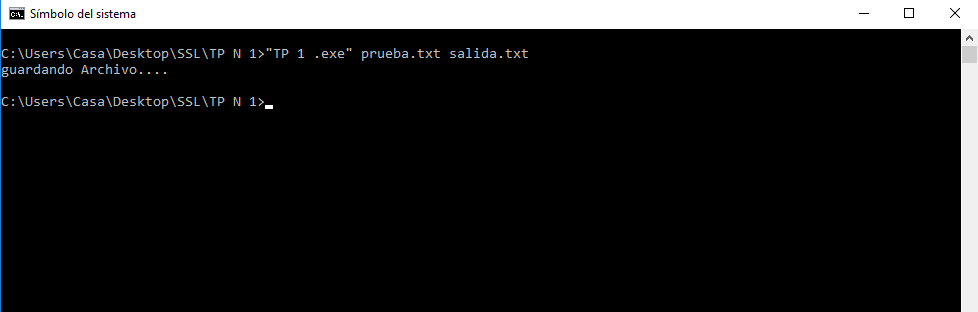 Símbolo del sistema
C:\Users\Casa\Desktop\SSL\TP N 1>"TP 1 .exe" prueba.txt salida.txt
guardando Archivo....
C:\Users\Casa\Desktop\SSL\TP N 1>